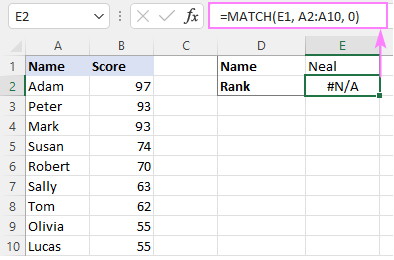 E2 fx =MATCH(E1, A2:A10, 0)
A B C D E
1 Name Score Name Neal
2 Adam 97 Rank #N/A
3 Peter 93
4 Mark 93
5 Susan 74
6 Robert 70
7 Sally 63
8 Tom 62
9 Olivia 55
10 Lucas 55